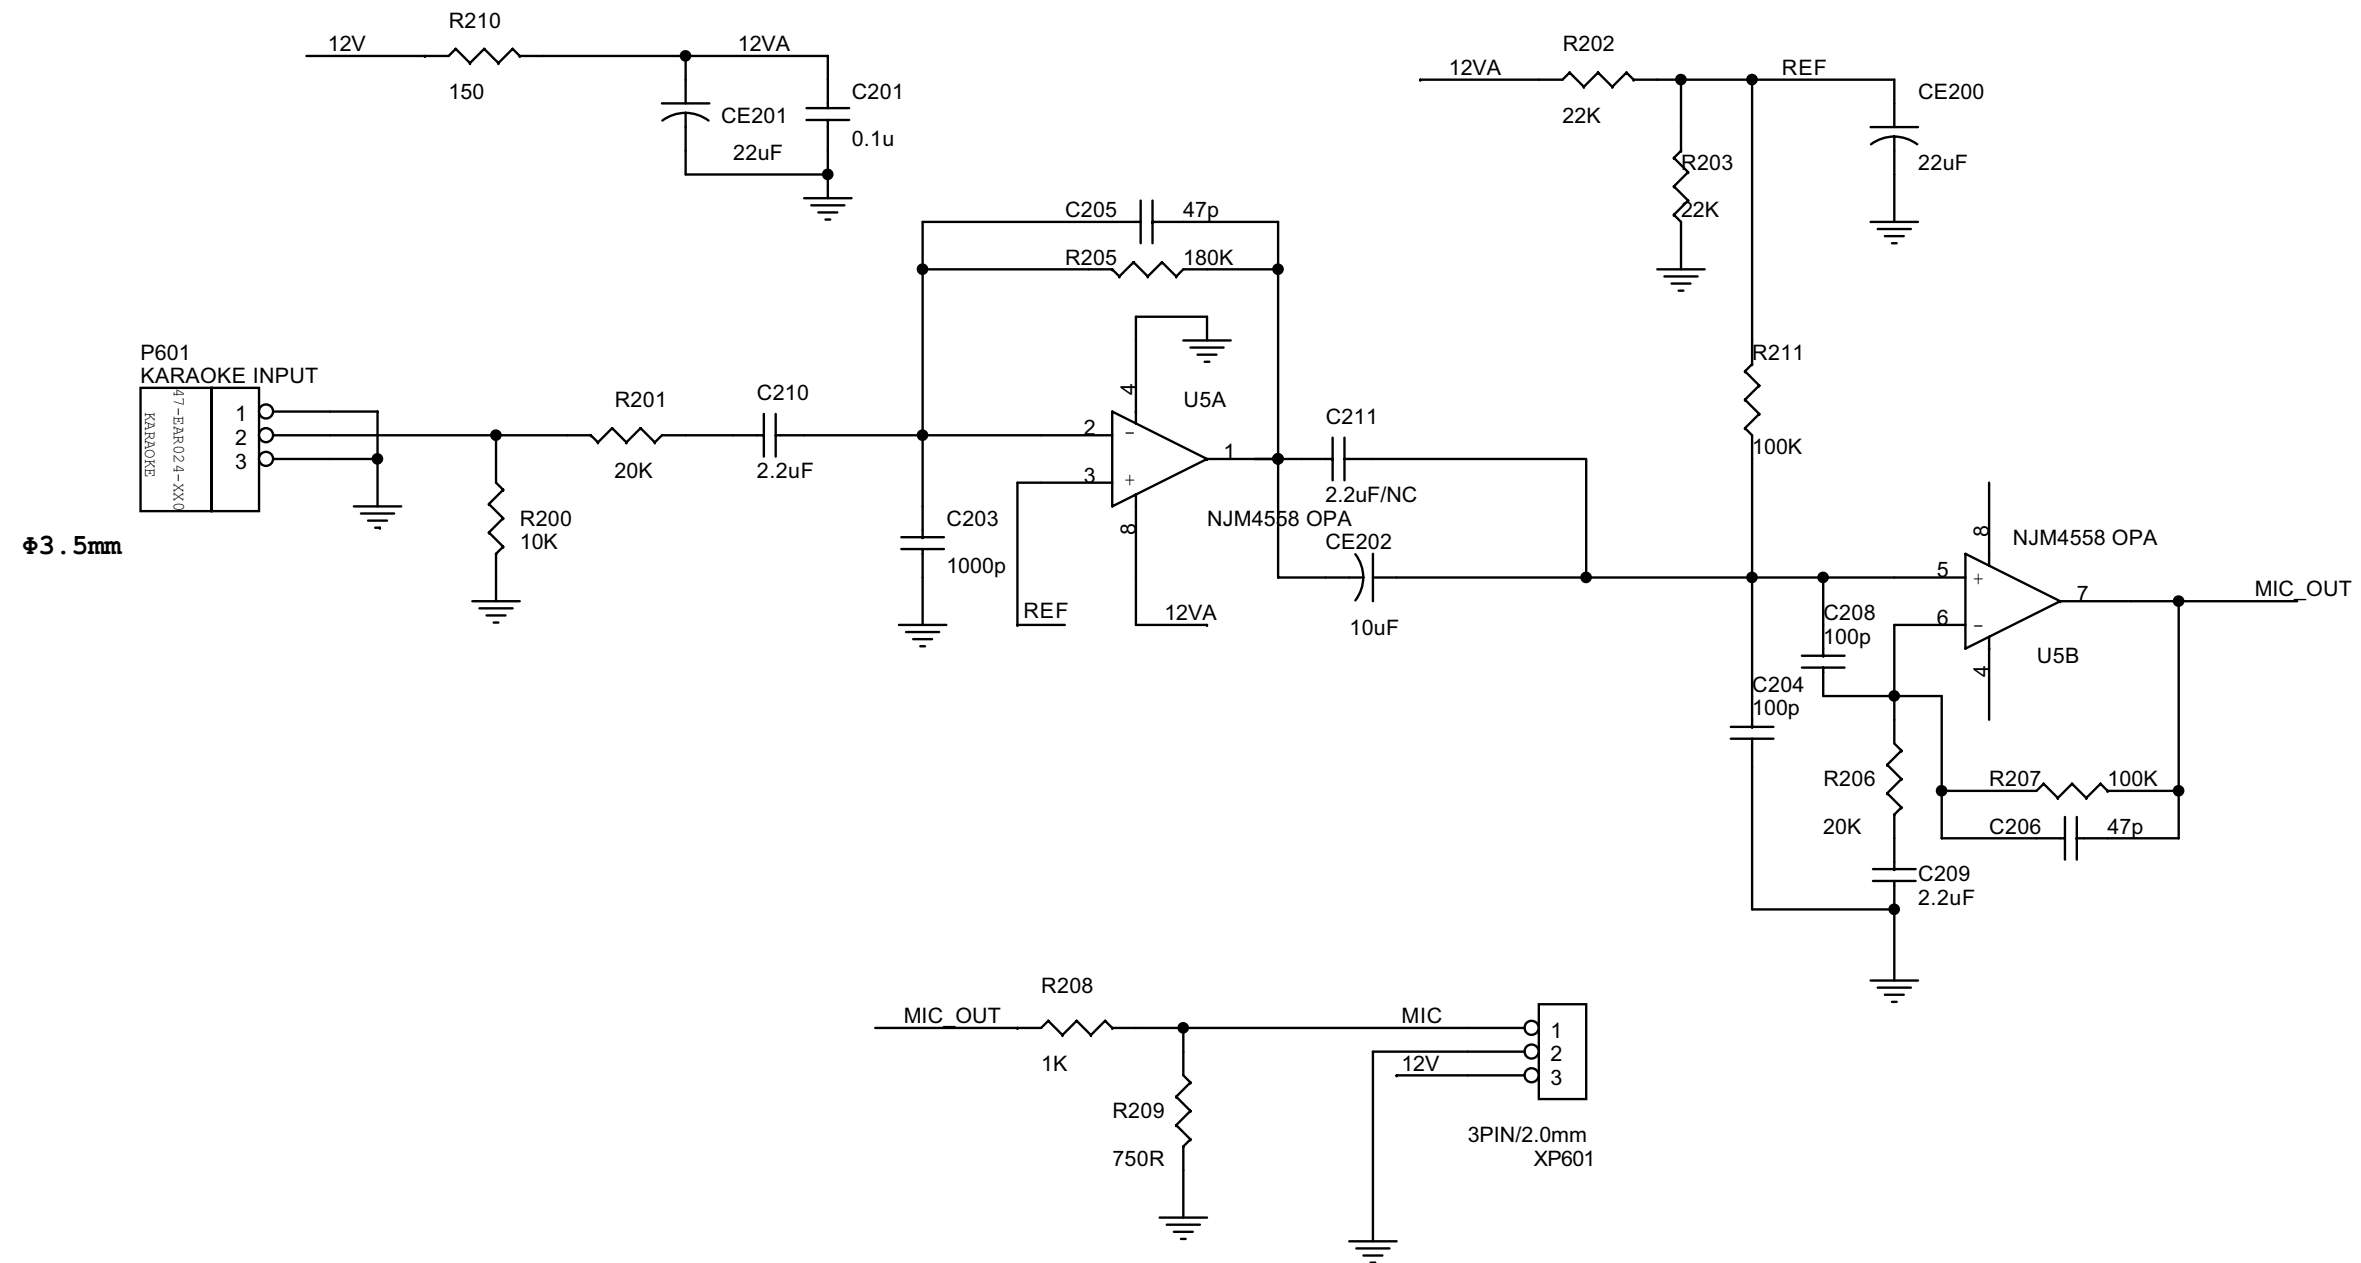 R210
12V
12VA
150
CE201
22uF
C201
0.1u
R202
12VA
REF
22K
CE200
22uF
R203
22K
C205
47p
R205
180K
P601
KARAOKE INPUT
47-EAR024-XX0
KARAOKE
1
2
3
Φ3.5mm
R201
20K
C210
2.2uF
R200
10K
C203
1000p
4
U5A
2
−
1
3
+
8
NJM4558 OPA
REF
12VA
C211
2.2uF/NC
CE202
10uF
R211
100K
8
NJM4558 OPA
5
+
7
MIC_OUT
6
−
4
U5B
C208
100p
C204
100p
R206
20K
R207
100K
C206
47p
C209
2.2uF
R208
MIC_OUT
1K
MIC
12V
1
2
3
R209
750R
3PIN/2.0mm
XP601